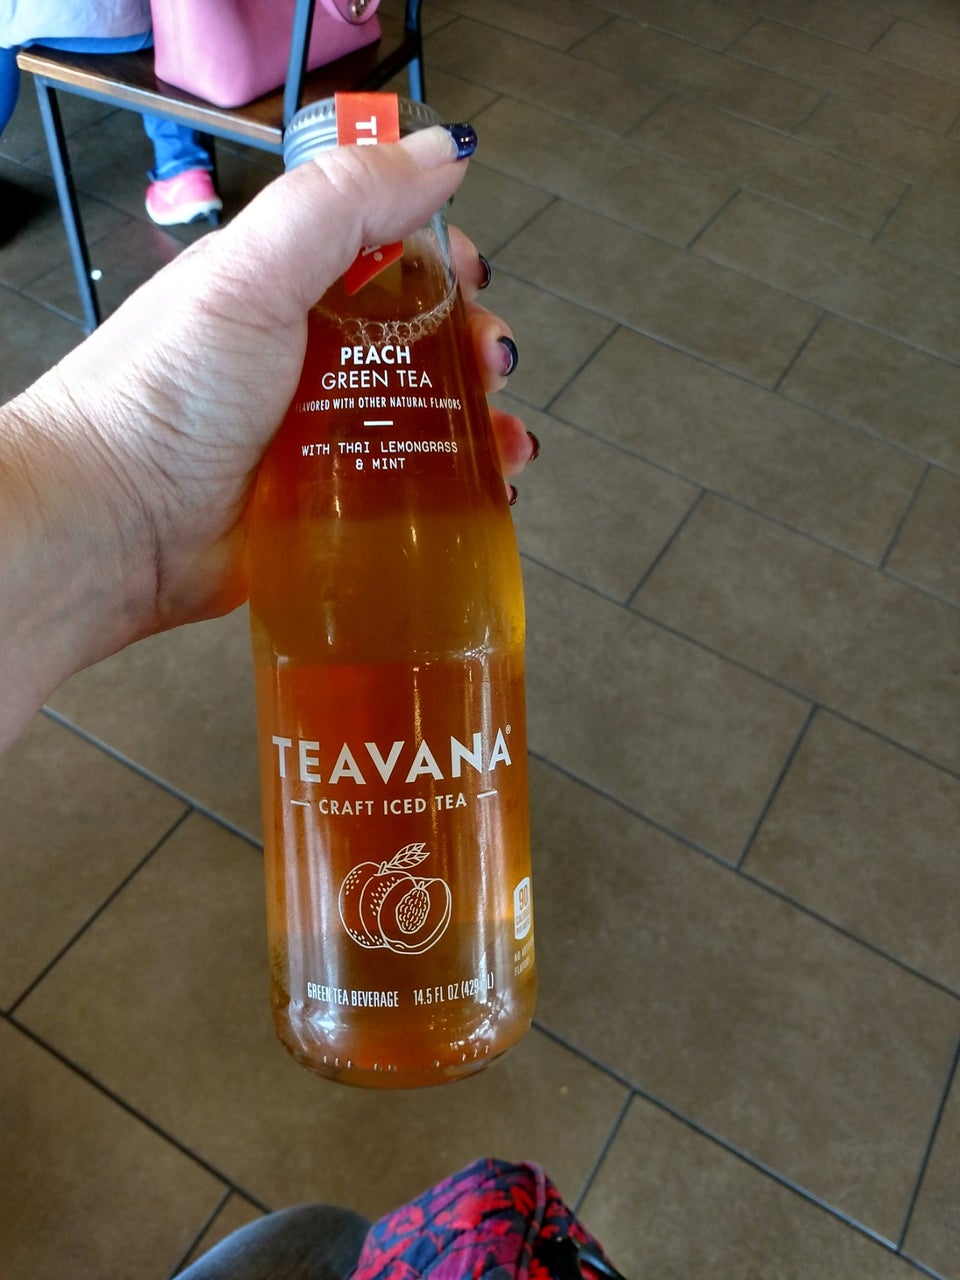 PEACH
GREEN TEA
FLAVORED WITH OTHER NATURAL FLAVORS
WITH THAI LEMONGRASS
& MINT
TEAVANA®
CRAFT ICED TEA
90
GREEN TEA BEVERAGE 14.5 FL OZ